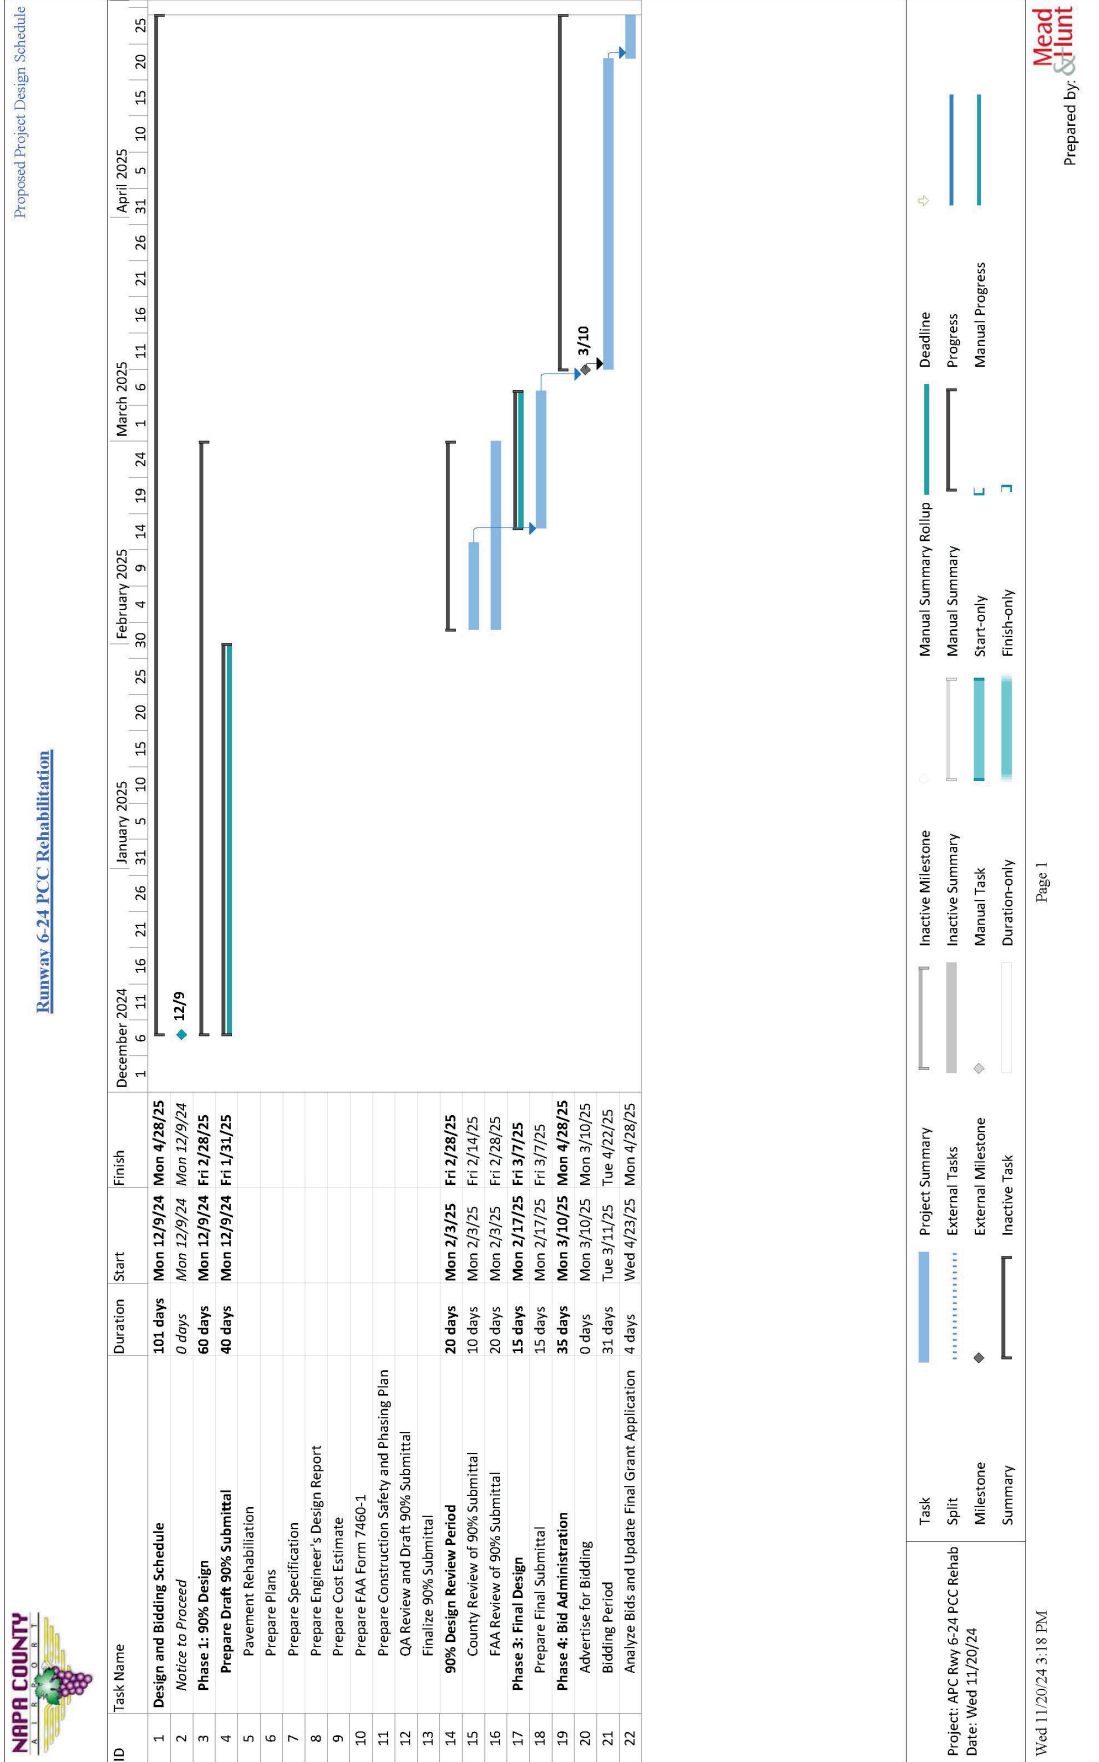 NAPA COUNTY
AIRPORT
Runway 6-24 PCC Rehabilitation
Proposed Project Design Schedule
ID Task Name Duration Start Finish
December 2024 January 2025 February 2025 March 2025 April 2025
1 6 11 16 21 26 31 5 10 15 20 25 30 4 9 14 19 24 1 6 11 16 21 26 31 5 10 15 20 25
1 Design and Bidding Schedule 101 days Mon 12/9/24 Mon 4/28/25
2 Notice to Proceed 0 days Mon 12/9/24 Mon 12/9/24 12/9
3 Phase 1: 90% Design 60 days Mon 12/9/24 Fri 2/28/25
4 Prepare Draft 90% Submittal 40 days Mon 12/9/24 Fri 1/31/25
5 Pavement Rehabiliation
6 Prepare Plans
7 Prepare Specification
8 Prepare Engineer's Design Report
9 Prepare Cost Estimate
10 Prepare FAA Form 7460-1
11 Prepare Construction Safety and Phasing Plan
12 QA Review and Draft 90% Submittal
13 Finalize 90% Submittal
14 90% Design Review Period 20 days Mon 2/3/25 Fri 2/28/25
15 County Review of 90% Submittal 10 days Mon 2/3/25 Fri 2/14/25
16 FAA Review of 90% Submittal 20 days Mon 2/3/25 Fri 2/28/25
17 Phase 3: Final Design 15 days Mon 2/17/25 Fri 3/7/25
18 Prepare Final Submittal 15 days Mon 2/17/25 Fri 3/7/25
19 Phase 4: Bid Administration 35 days Mon 3/10/25 Mon 4/28/25
20 Advertise for Bidding 0 days Mon 3/10/25 Mon 3/10/25 3/10
21 Bidding Period 31 days Tue 3/11/25 Tue 4/22/25
22 Analyze Bids and Update Final Grant Application 4 days Wed 4/23/25 Mon 4/28/25
Project: APC Rwy 6-24 PCC Rehab
Date: Wed 11/20/24
Task Project Summary Inactive Milestone Manual Summary Rollup Deadline
Split External Tasks Inactive Summary Manual Summary Progress
Milestone External Milestone Manual Task Start-only Manual Progress
Summary Inactive Task Duration-only Finish-only
Wed 11/20/24 3:18 PM
Page 1
Prepared by:
Mead
&Hunt